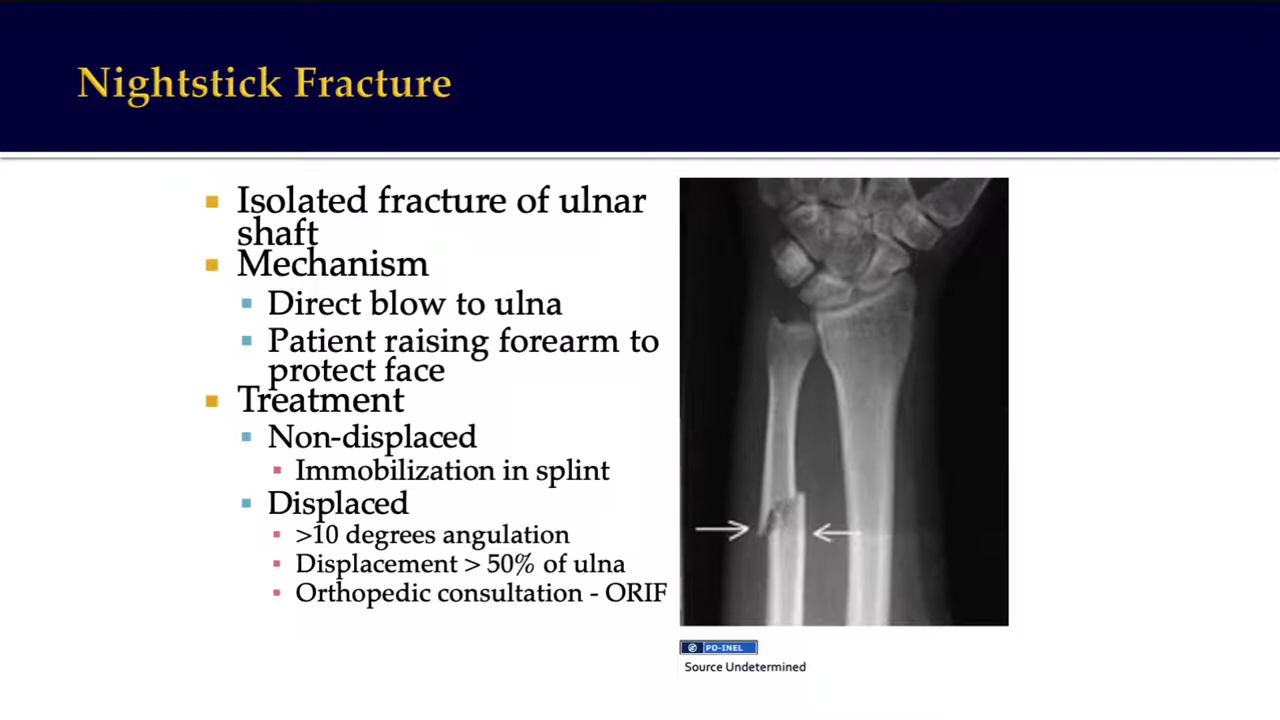 Nightstick Fracture
Isolated fracture of ulnar
shaft
Mechanism
Direct blow to ulna
Patient raising forearm to
protect face
Treatment
Non-displaced
Immobilization in splint
Displaced
>10 degrees angulation
Displacement > 50% of ulna
Orthopedic consultation - ORIF
PD-INEL
Source Undetermined